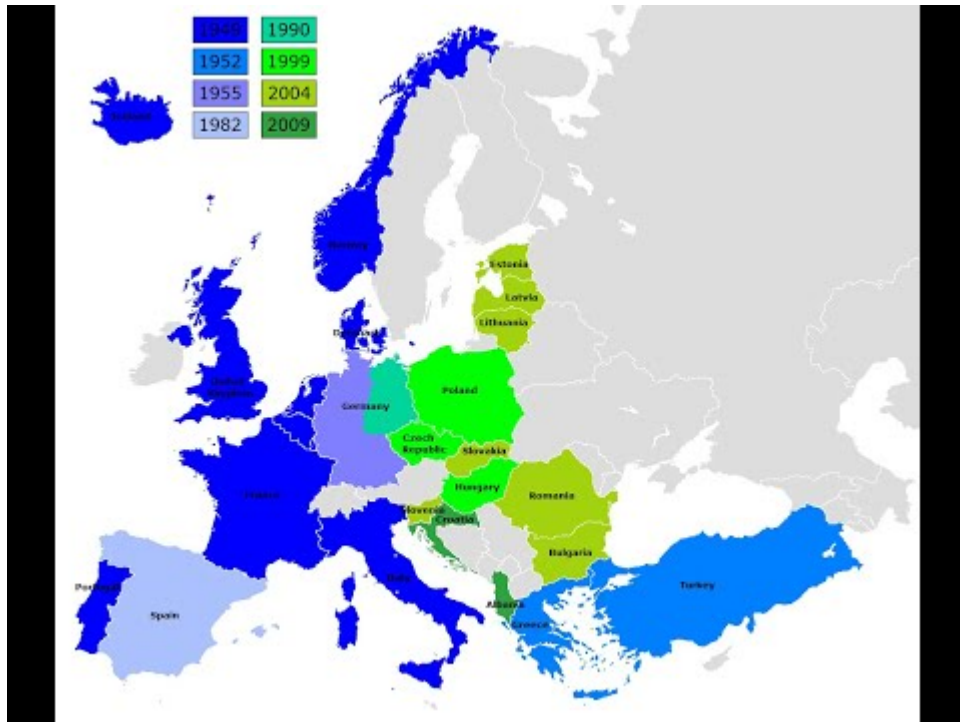 1949 1990
1952 1999
1955 2004
1982 2009
Iceland
Norway
Estonia
Latvia
Lithuania
Denmark
United
Kingdom
Germany
Poland
Czech
Republic
Slovakia
France
Hungary
Romania
Slovenia
Croatia
Bulgaria
Italy
Portugal
Spain
Albania
Greece
Turkey